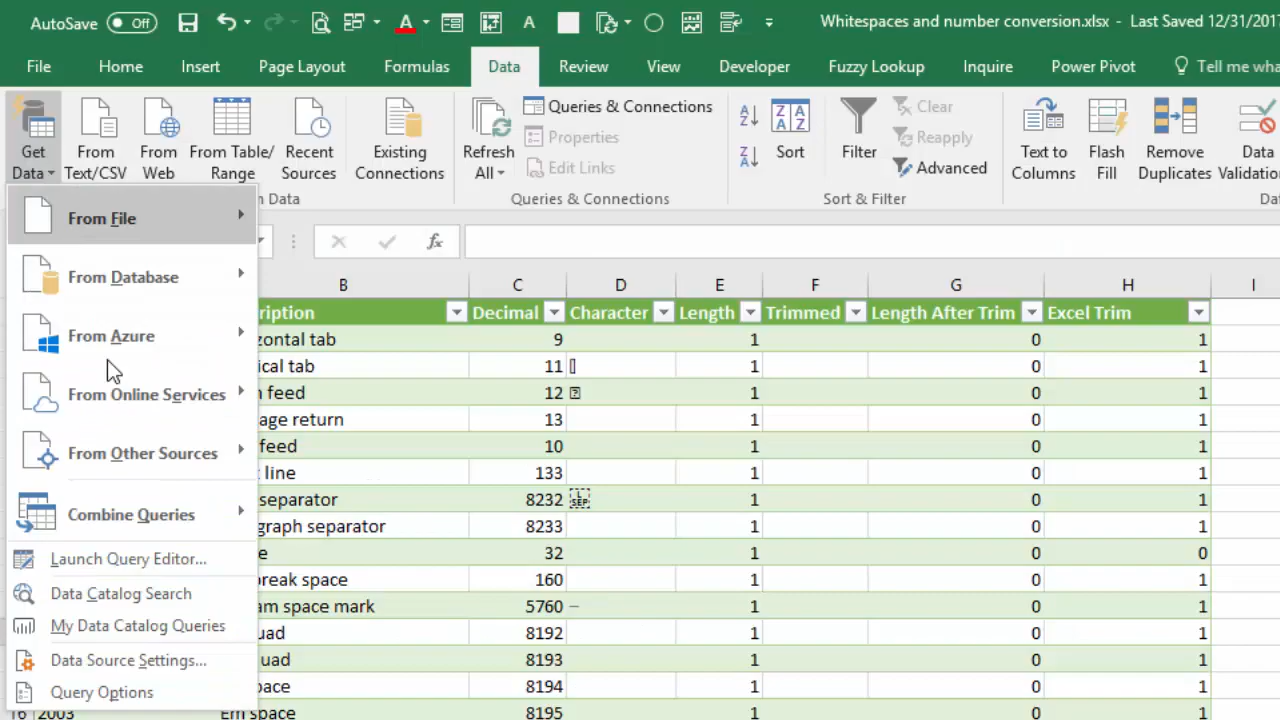 AutoSave Off A A Whitespaces and number conversion.xlsx - Last Saved 12/31/2017
File Home Insert Page Layout Formulas Data Review View Developer Fuzzy Lookup Inquire Power Pivot Tell me wha
Get Data
From Text/CSV
From Web
From Table/ Range
Recent Sources
Existing Connections
Refresh All
Queries & Connections
Properties
Edit Links
Sort
Filter
Clear
Reapply
Advanced
Text to Columns
Flash Fill
Remove Duplicates
Data Validation
Data
Queries & Connections
Sort & Filter
Da
From File
From Database
From Azure
From Online Services
From Other Sources
Combine Queries
Launch Query Editor...
Data Catalog Search
My Data Catalog Queries
Data Source Settings...
Query Options
fx
B C D E F G H I
ription Decimal Character Length Trimmed Length After Trim Excel Trim
zontal tab 9 1 0 1
ical tab 11 1 0 1
feed 12 1 0 1
age return 13 1 0 1
feed 10 1 0 1
line 133 1 0 1
separator 8232 L SEP 1 0 1
graph separator 8233 1 0 1
e 32 1 0 0
break space 160 1 0 1
am space mark 5760 – 1 0 1
uad 8192 1 0 1
uad 8193 1 0 1
pace 8194 1 0 1
16 2003 Em space 8195 1 0 1